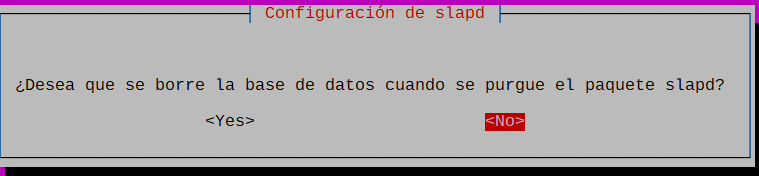 Configuración de slapd
¿Desea que se borre la base de datos cuando se purgue el paquete slapd?
<Yes> <No>